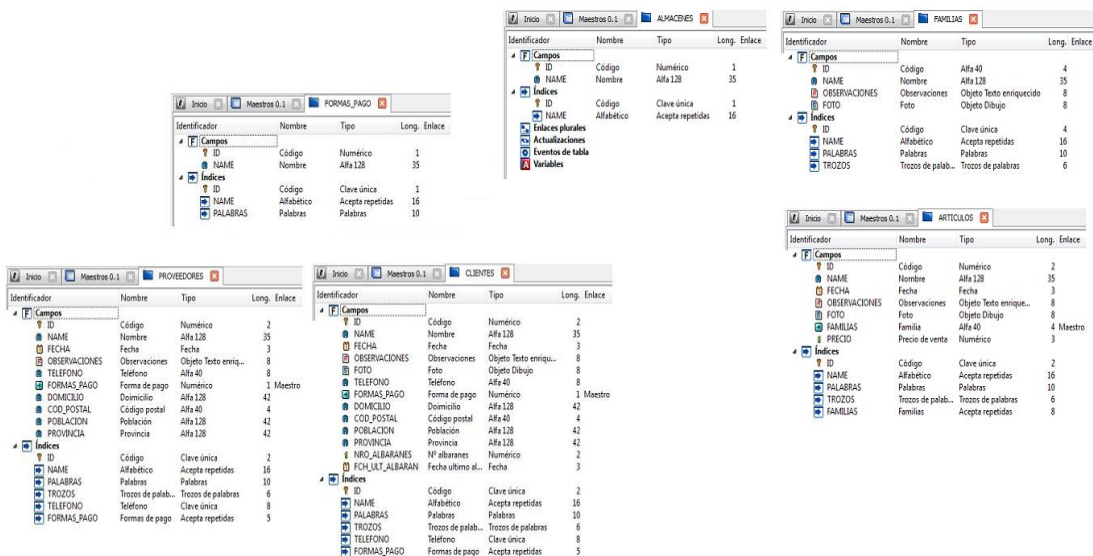 Inicio Maestros 0.1 ALMACENES
Identificador Nombre Tipo Long. Enlace
F Campos
ID Código Numérico 1
NAME Nombre Alfa 128 35
Índices
ID Código Clave única 1
NAME Alfabético Acepta repetidas 16
Enlaces plurales
Actualizaciones
Eventos de tabla
Variables
Inicio Maestros 0.1 FAMILIAS
Identificador Nombre Tipo Long. Enlace
F Campos
ID Código Alfa 40 4
NAME Nombre Alfa 128 35
OBSERVACIONES Observaciones Objeto Texto enriquecido 8
FOTO Foto Objeto Dibujo 8
Índices
ID Código Clave única 4
NAME Alfabético Acepta repetidas 16
PALABRAS Palabras Palabras 10
TROZOS Trozos de palab... Trozos de palabras 6
Inicio Maestros 0.1 FORMAS_PAGO
Identificador Nombre Tipo Long. Enlace
F Campos
ID Código Numérico 1
NAME Nombre Alfa 128 35
Índices
ID Código Clave única 1
NAME Alfabético Acepta repetidas 16
PALABRAS Palabras Palabras 10
Inicio Maestros 0.1 ARTICULOS
Identificador Nombre Tipo Long. Enlace
F Campos
ID Código Numérico 2
NAME Nombre Alfa 128 35
FECHA Fecha Fecha 3
OBSERVACIONES Observaciones Objeto Texto enrique... 8
FOTO Foto Objeto Dibujo 8
FAMILIAS Familia Alfa 40 4 Maestro
PRECIO Precio de venta Numérico 3
Índices
ID Código Clave única 2
NAME Alfabético Acepta repetidas 16
PALABRAS Palabras Palabras 10
TROZOS Trozos de palab... Trozos de palabras 6
FAMILIAS Familias Acepta repetidas 8
Inicio Maestros 0.1 PROVEEDORES
Identificador Nombre Tipo Long. Enlace
F Campos
ID Código Numérico 2
NAME Nombre Alfa 128 35
FECHA Fecha Fecha 3
OBSERVACIONES Observaciones Objeto Texto enriq... 8
TELEFONO Teléfono Alfa 40 8
FORMAS_PAGO Forma de pago Numérico 1 Maestro
DOMICILIO Doimicilio Alfa 128 42
COD_POSTAL Código postal Alfa 40 4
POBLACION Población Alfa 128 42
PROVINCIA Provincia Alfa 128 42
Índices
ID Código Clave única 2
NAME Alfabético Acepta repetidas 16
PALABRAS Palabras Palabras 10
TROZOS Trozos de palab... Trozos de palabras 6
TELEFONO Teléfono Clave única 8
FORMAS_PAGO Formas de pago Acepta repetidas 5
Inicio Maestros 0.1 CLIENTES
Identificador Nombre Tipo Long. Enlace
F Campos
ID Código Numérico 2
NAME Nombre Alfa 128 35
FECHA Fecha Fecha 3
OBSERVACIONES Observaciones Objeto Texto enriqu... 8
FOTO Foto Objeto Dibujo 8
TELEFONO Teléfono Alfa 40 8
FORMAS_PAGO Forma de pago Numérico 1 Maestro
DOMICILIO Doimicilio Alfa 128 42
COD_POSTAL Código postal Alfa 40 4
POBLACION Población Alfa 128 42
PROVINCIA Provincia Alfa 128 42
NRO_ALBARANES Nº albaranes Numérico 2
FCH_ULT_ALBARAN Fecha ultimo al... Fecha 3
Índices
ID Código Clave única 2
NAME Alfabético Acepta repetidas 16
PALABRAS Palabras Palabras 10
TROZOS Trozos de palab... Trozos de palabras 6
TELEFONO Teléfono Clave única 8
FORMAS_PAGO Formas de pago Acepta repetidas 5